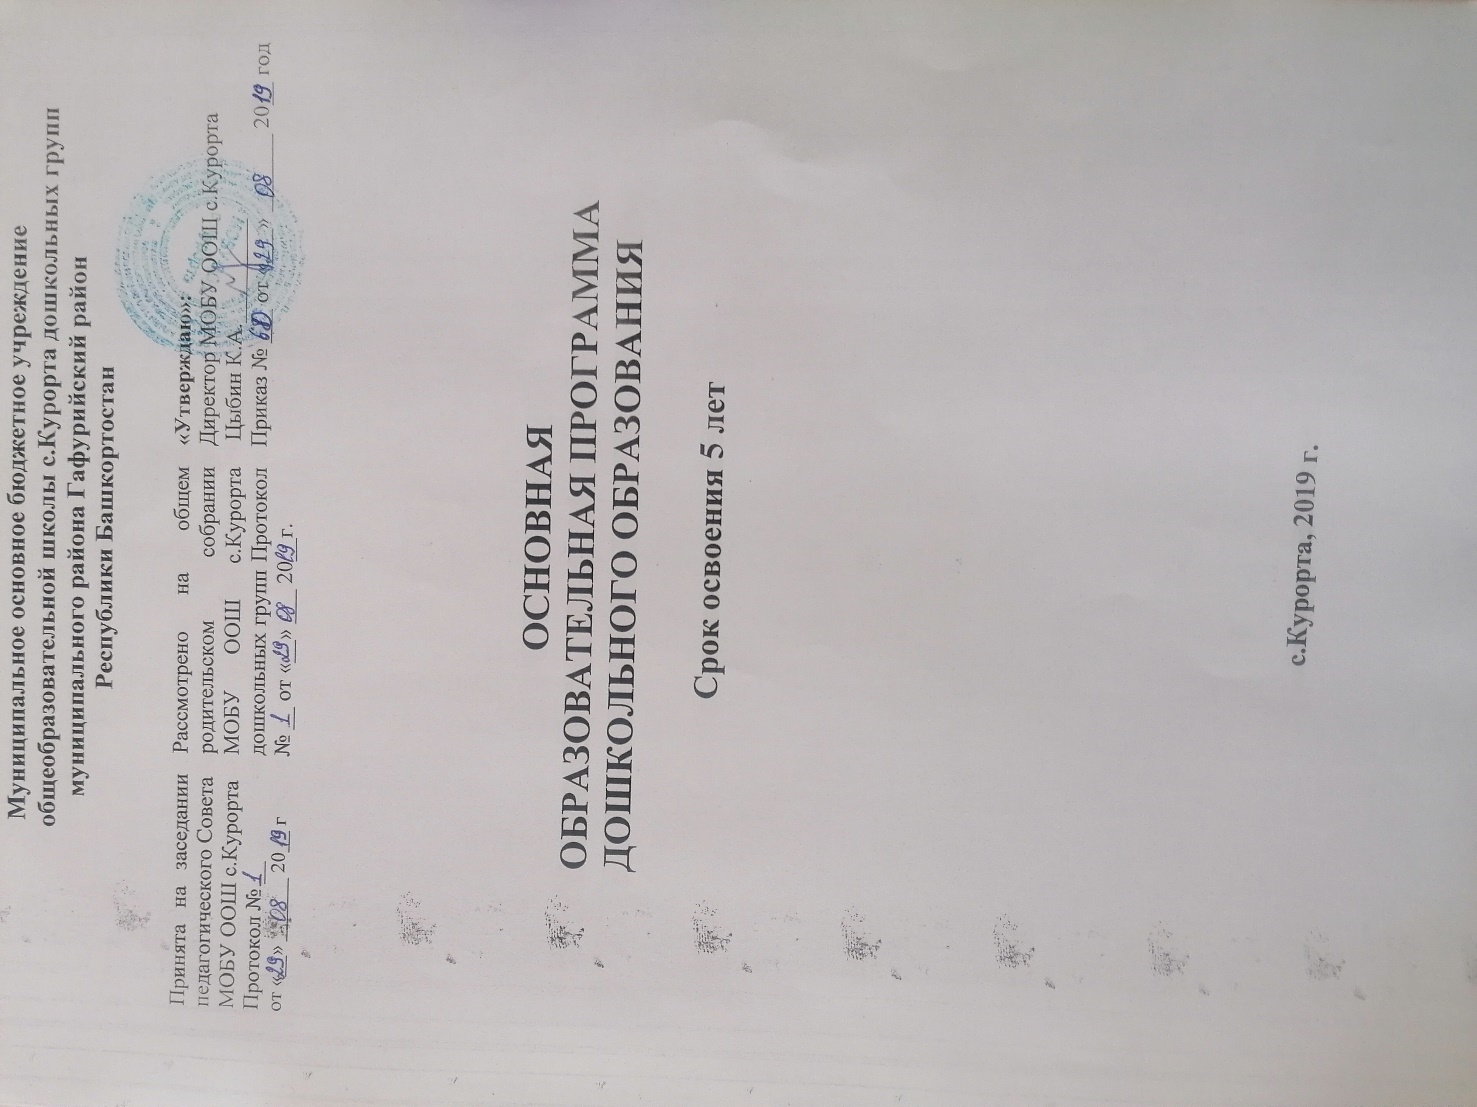 Муниципальное основное бюджетное учреждение
общеобразовательной школы с.Курорта дошкольных групп
муниципального района Гафурийский район
Республики Башкортостан
Принята на заседании
педагогического Совета
МОБУ ООШ с.Курорта
Протокол № 1
от «29» 08 2019 г
Рассмотрено на общем
родительском собрании
МОБУ ООШ с.Курорта
дошкольных групп Протокол
№ 1 от «29» 08 2019г.
«Утверждаю»:
Директор МОБУ ООШ с.Курорта
Цыбин К.А.
Приказ № от «29» 08 2019 год
ОСНОВНАЯ
ОБРАЗОВАТЕЛЬНАЯ ПРОГРАММА
ДОШКОЛЬНОГО ОБРАЗОВАНИЯ
Срок освоения 5 лет
с.Курорта, 2019 г.